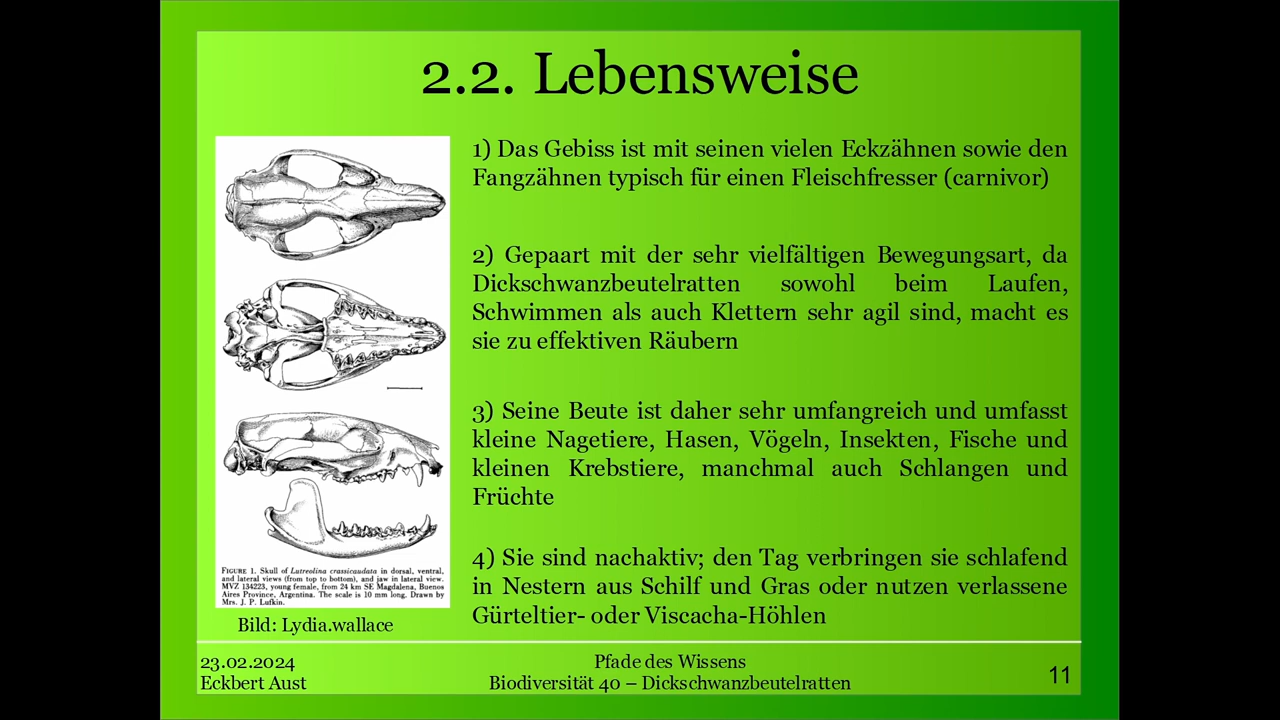 2.2. Lebensweise
1) Das Gebiss ist mit seinen vielen Eckzähnen sowie den
Fangzähnen typisch für einen Fleischfresser (carnivor)
2) Gepaart mit der sehr vielfältigen Bewegungsart, da
Dickschwanzbeutelratten sowohl beim Laufen,
Schwimmen als auch Klettern sehr agil sind, macht es
sie zu effektiven Räubern
3) Seine Beute ist daher sehr umfangreich und umfasst
kleine Nagetiere, Hasen, Vögeln, Insekten, Fische und
kleinen Krebstiere, manchmal auch Schlangen und
Früchte
4) Sie sind nachaktiv; den Tag verbringen sie schlafend
in Nestern aus Schilf und Gras oder nutzen verlassene
Gürteltier- oder Viscacha-Höhlen
FIGURE 1. Skull of Lutreolina crassicaudata in dorsal, ventral,
and lateral views (from top to bottom), and jaw in lateral view.
MVZ 134223, young female, from 24 km SE Magdalena, Buenos
Aires Province, Argentina. The scale is 10 mm long. Drawn by
Mrs. J. P. Lufkin.
Bild: Lydia.wallace
23.02.2024
Eckbert Aust
Pfade des Wissens
Biodiversität 40 – Dickschwanzbeutelratten
11